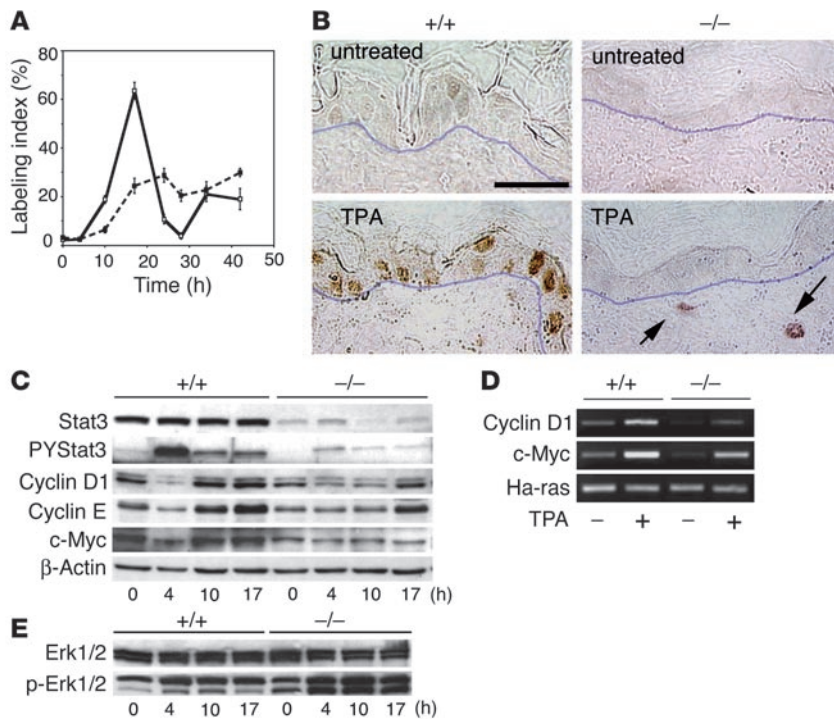 A
Labeling index (%)
80
60
40
20
0
0 10 20 30 40 50
Time (h)
B
+/+ −/−
untreated untreated
TPA TPA
C
+/+ −/−
Stat3
PYStat3
Cyclin D1
Cyclin E
c-Myc
β-Actin
0 4 10 17 0 4 10 17 (h)
D
+/+ −/−
Cyclin D1
c-Myc
Ha-ras
TPA − + − +
E
+/+ −/−
Erk1/2
p-Erk1/2
0 4 10 17 0 4 10 17 (h)